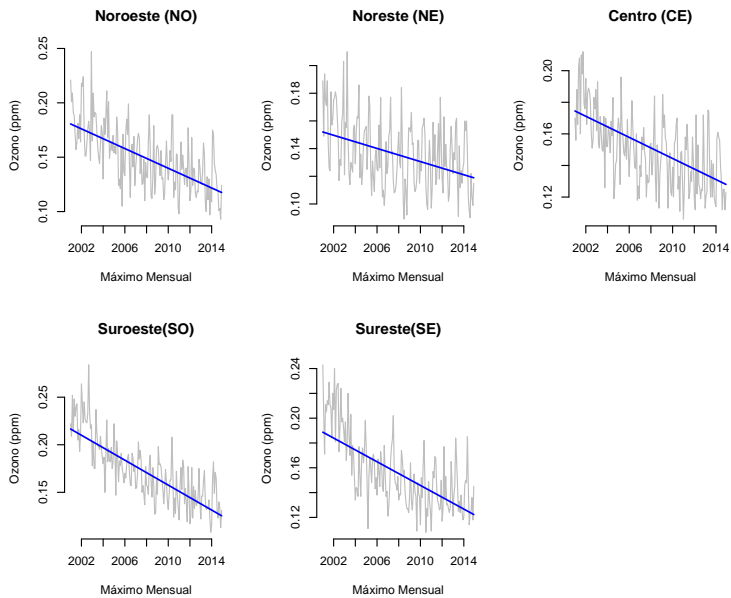 Noroeste (NO)
Ozono (ppm)
0.10 0.15 0.20 0.25
2002 2006 2010 2014
Máximo Mensual
Noreste (NE)
Ozono (ppm)
0.10 0.14 0.18
2002 2006 2010 2014
Máximo Mensual
Centro (CE)
Ozono (ppm)
0.12 0.16 0.20
2002 2006 2010 2014
Máximo Mensual
Suroeste(SO)
Ozono (ppm)
0.15 0.20 0.25
2002 2006 2010 2014
Máximo Mensual
Sureste(SE)
Ozono (ppm)
0.12 0.16 0.20 0.24
2002 2006 2010 2014
Máximo Mensual